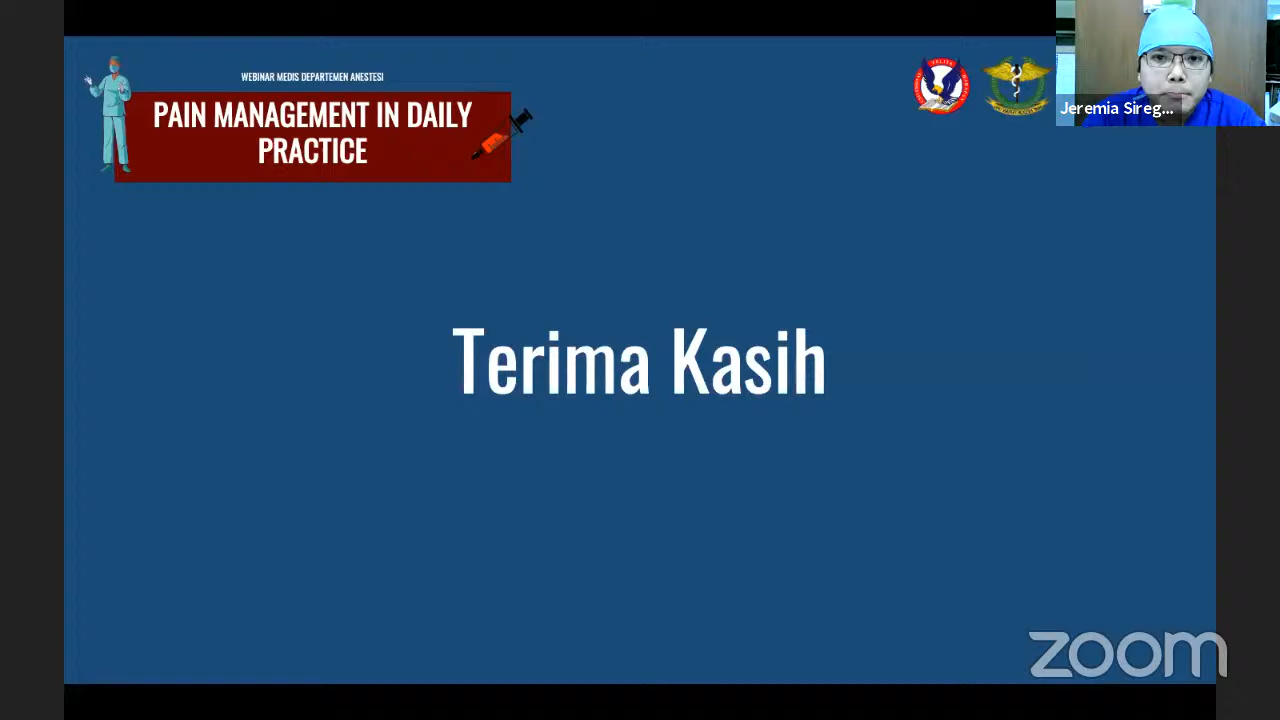 WEBINAR MEDIS DEPARTEMEN ANESTESI
PAIN MANAGEMENT IN DAILY
PRACTICE
Jeremia Sireg...
Terima Kasih
zoom